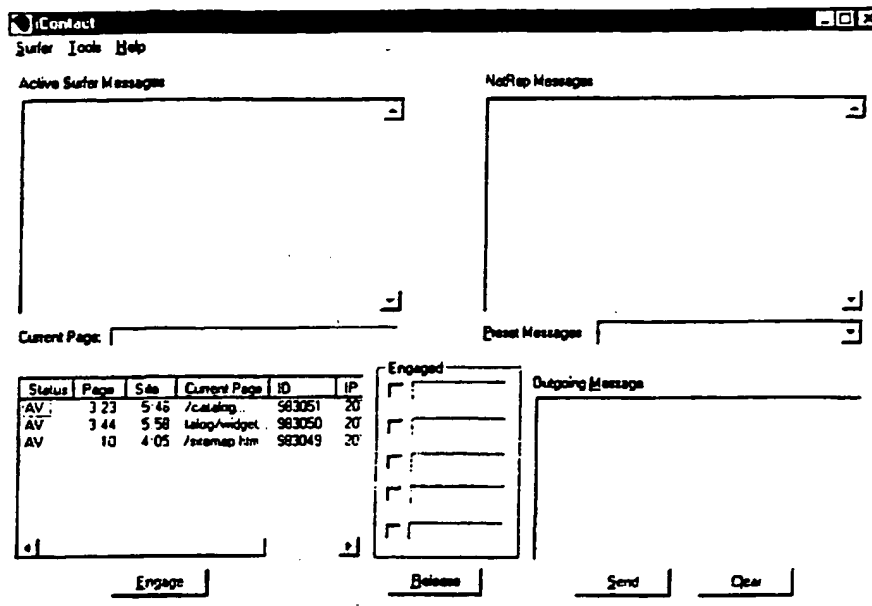 iContact
Surfer Tools Help
Active Surfer Messages
NetRep Messages
Current Page:
Preset Messages
Status Page Site Current Page ID IP
AV 3:23 5:46 /catalog... 983051 20
AV 3:44 5:58 talog/widget... 983050 20
AV 10 4:05 /sitemap.htm 983049 20
Engaged
Outgoing Message
Engage
Release
Send
Clear